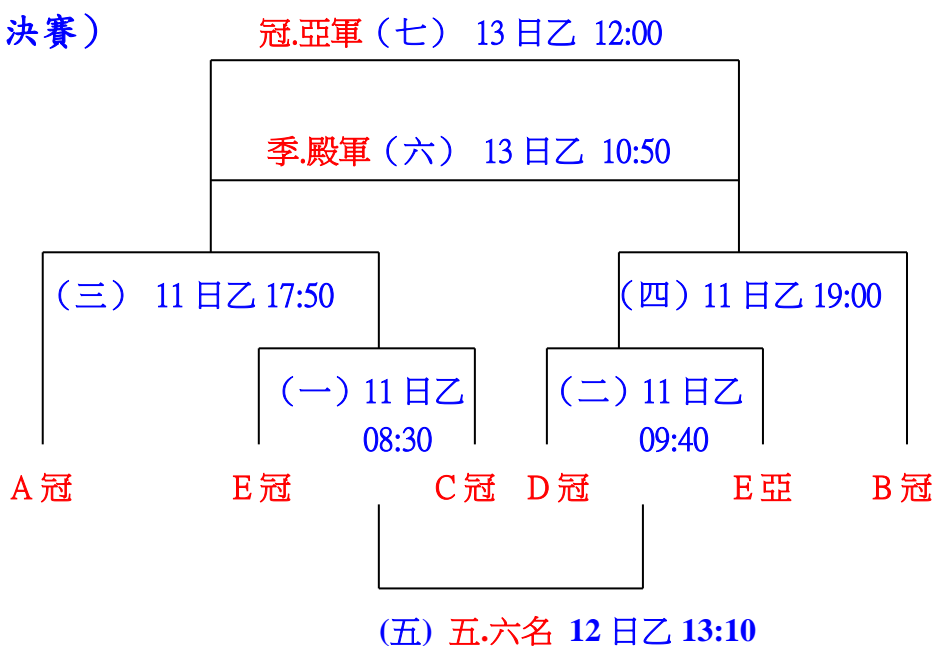 決賽）
冠.亞軍（七） 13 日乙 12:00
季.殿軍（六） 13 日乙 10:50
（三） 11 日乙 17:50
（四）11 日乙 19:00
（一）11 日乙
08:30
（二）11 日乙
09:40
A 冠
E 冠
C 冠
D 冠
E 亞
B 冠
(五) 五.六名 12 日乙 13:10